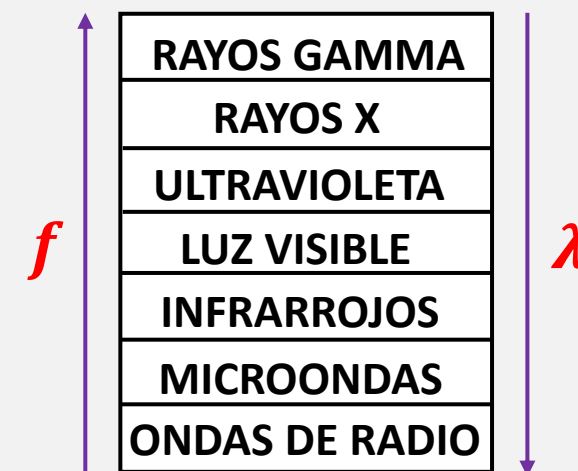 RAYOS GAMMA
RAYOS X
ULTRAVIOLETA
f
LUZ VISIBLE
λ
INFRARROJOS
MICROONDAS
ONDAS DE RADIO